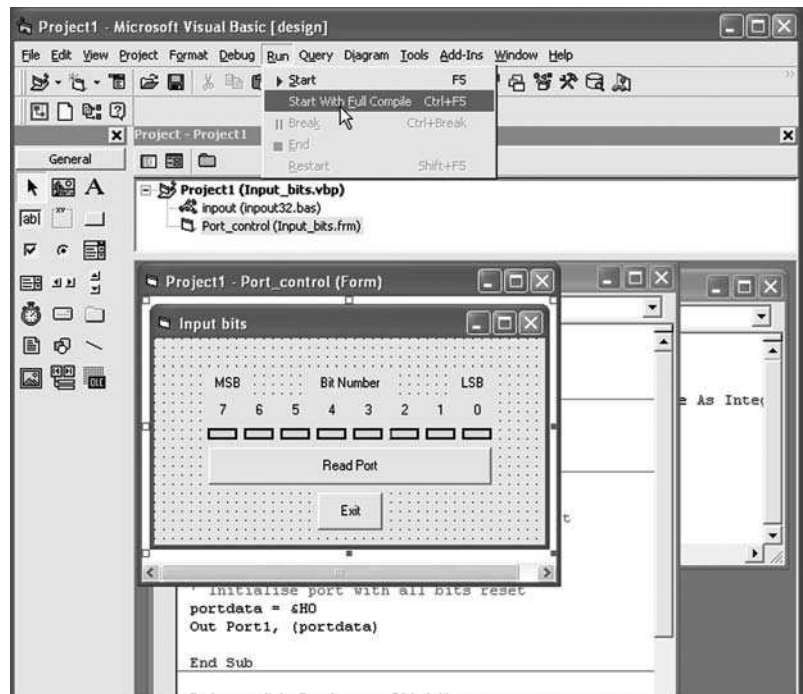 Project1 - Microsoft Visual Basic [design]
File Edit View Project Format Debug Run Query Diagram Tools Add-Ins Window Help
Start F5
Start With Full Compile Ctrl+F5
Break Ctrl+Break
End
Restart Shift+F5
Project - Project1
General
A
Project1 (Input_bits.vbp)
inpout (inpout32.bas)
Port_control (Input_bits.frm)
abl
XY
OLE
Project1 - Port_control (Form)
Input bits
MSB Bit Number LSB
7 6 5 4 3 2 1 0
Read Port
Exit
e As Integ
t
' Initialise port with all bits reset
portdata = &H0
Out Port1, (portdata)
End Sub